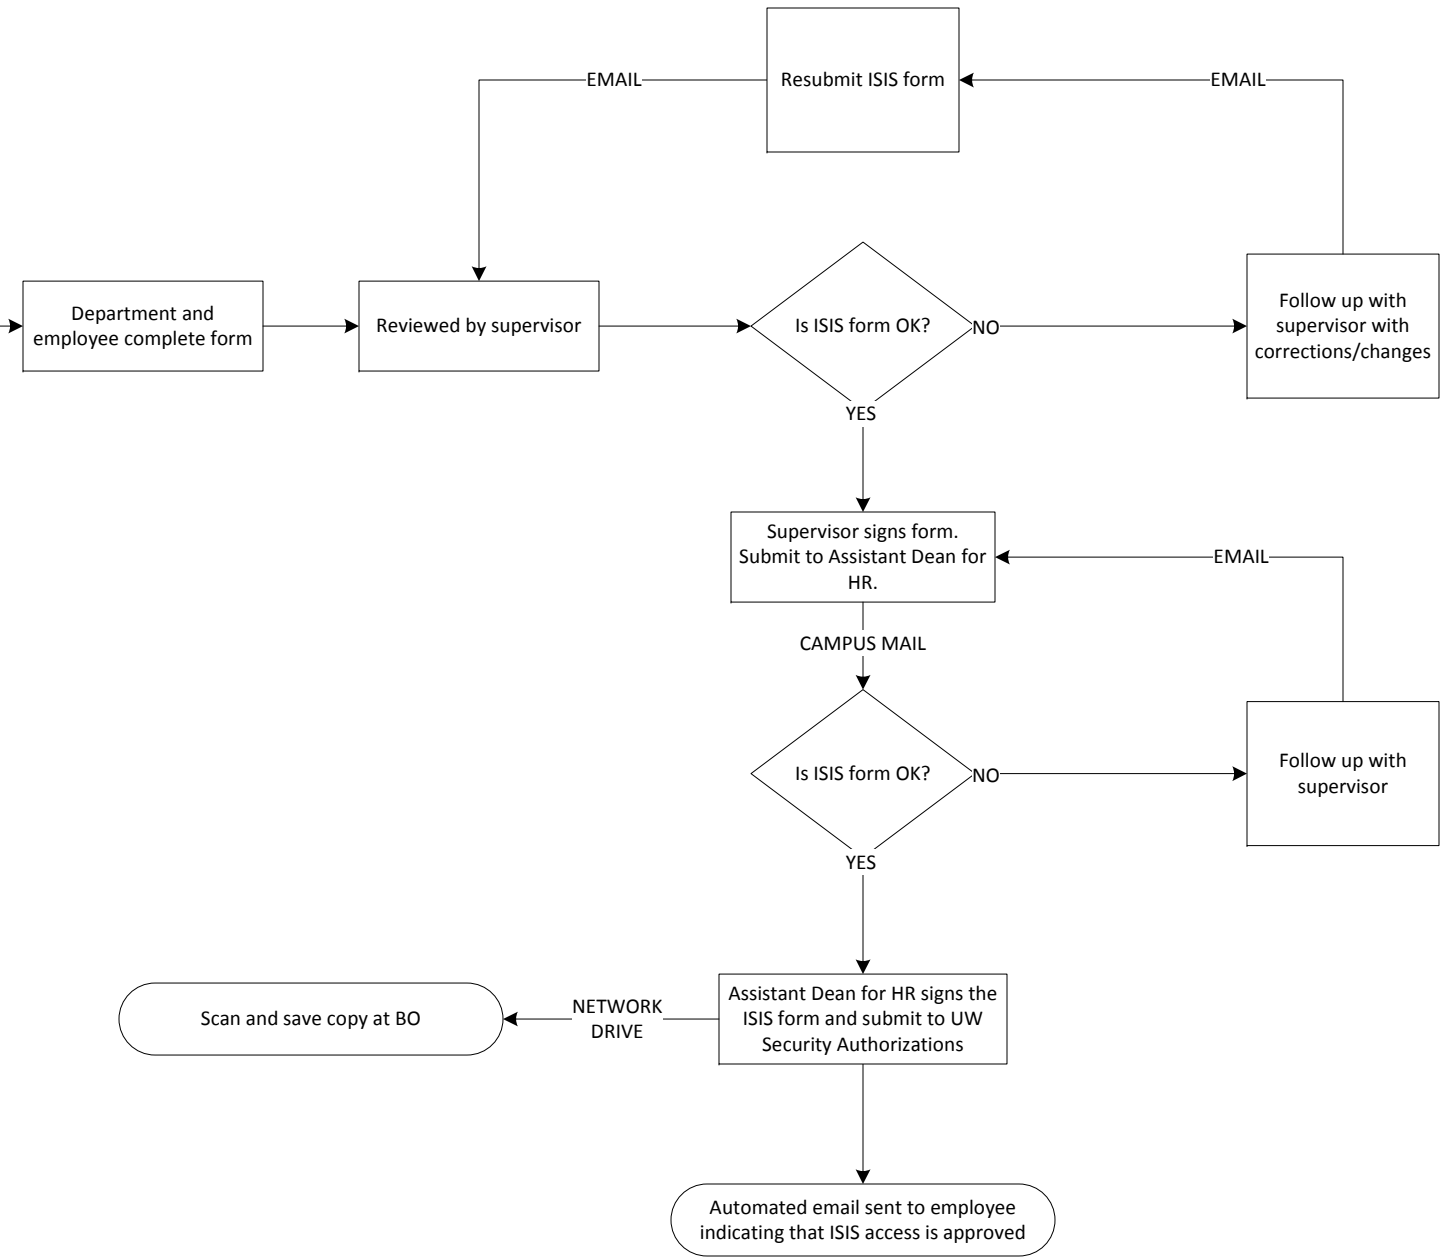 Resubmit ISIS form
EMAIL
EMAIL
Department and
employee complete form
Reviewed by supervisor
Is ISIS form OK?
NO
Follow up with
supervisor with
corrections/changes
YES
Supervisor signs form.
Submit to Assistant Dean for
HR.
EMAIL
CAMPUS MAIL
Is ISIS form OK?
NO
Follow up with
supervisor
YES
Assistant Dean for HR signs the
ISIS form and submit to UW
Security Authorizations
NETWORK
DRIVE
Scan and save copy at BO
Automated email sent to employee
indicating that ISIS access is approved